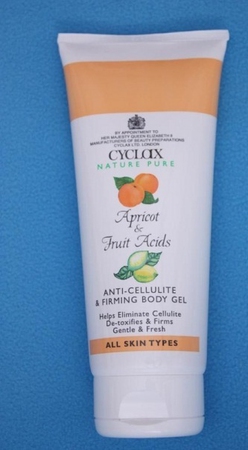 BY APPOINTMENT TO
HER MAJESTY QUEEN ELIZABETH II
MANUFACTURERS OF BEAUTY PREPARATIONS
CYCLAX LTD. LONDON
CYCLAX
NATURE PURE
Apricot
&
Fruit Acids
ANTI-CELLULITE
& FIRMING BODY GEL
Helps Eliminate Cellulite
De-toxifies & Firms
Gentle & Fresh
ALL SKIN TYPES